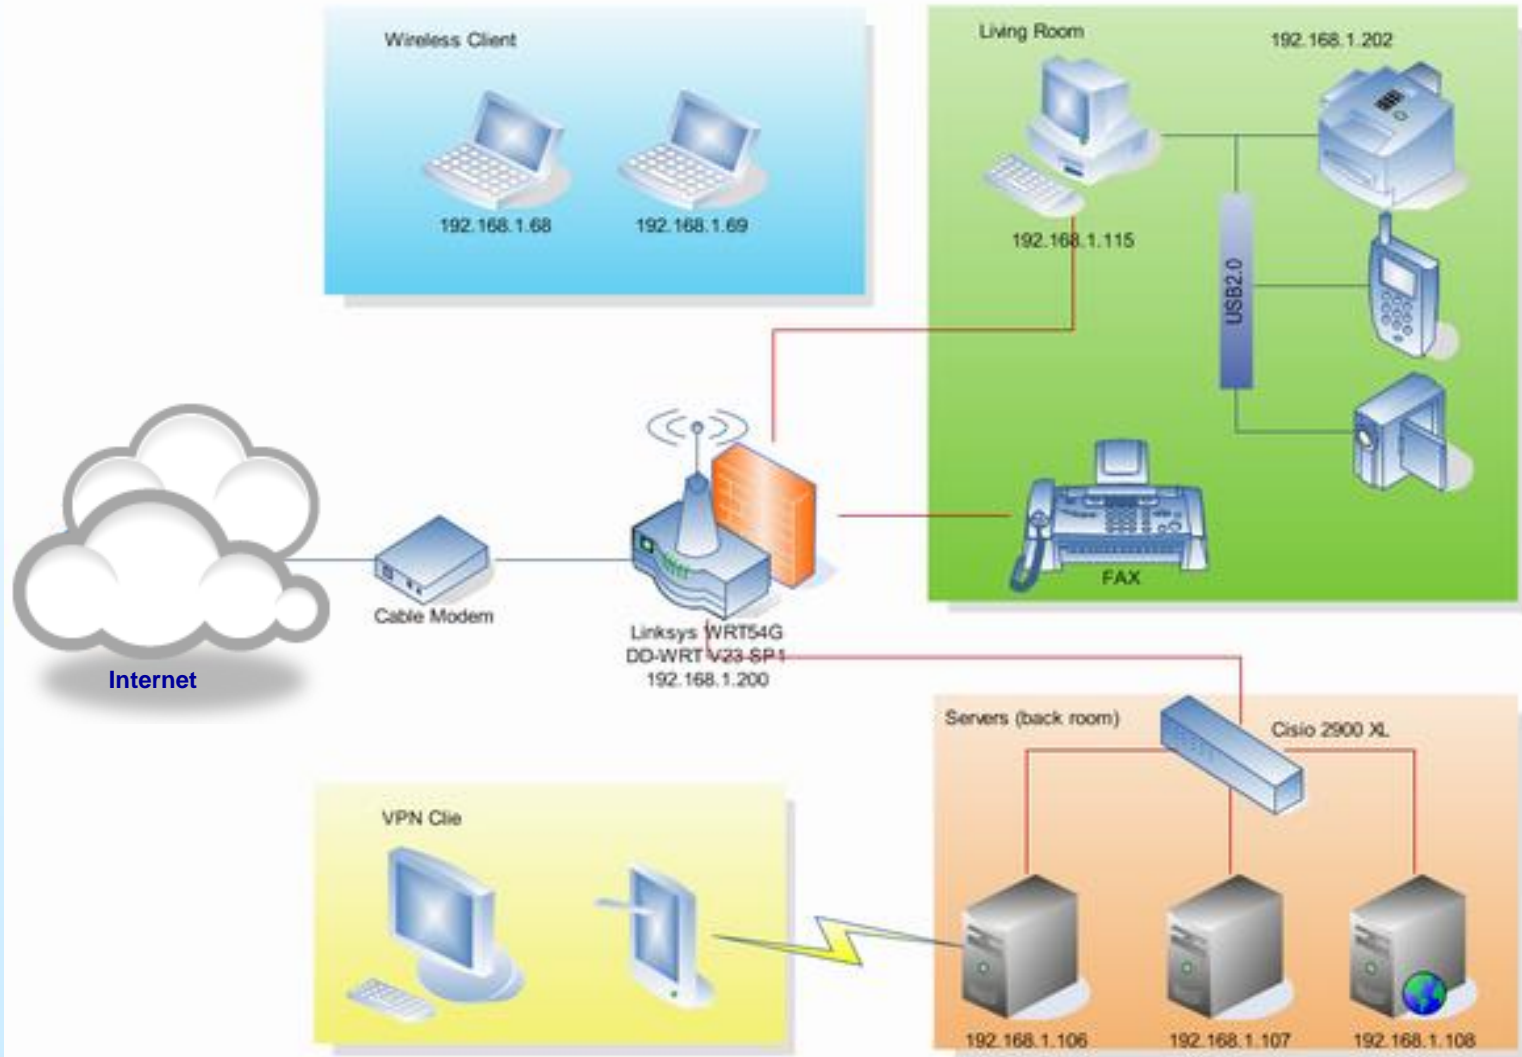 Wireless Client
192.168.1.68
192.168.1.69
Living Room
192.168.1.202
192.168.1.115
USB2.0
FAX
Internet
Cable Modem
Linksys WRT54G
DD-WRT V23 SP1
192.168.1.200
Servers (back room)
Cisio 2900 XL
192.168.1.106
192.168.1.107
192.168.1.108
VPN Clie